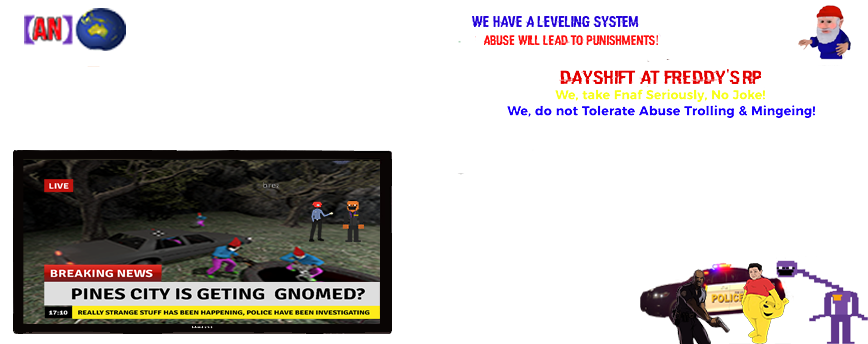 [AN]
WE HAVE A LEVELING SYSTEM
ABUSE WILL LEAD TO PUNISHMENTS!
DAYSHIFT AT FREDDY'S RP
We, take Fnaf Seriously, No Joke!
We, do not Tolerate Abuse Trolling & Mingeing!
LIVE
BREAKING NEWS
PINES CITY IS GETING GNOMED?
17:10 REALLY STRANGE STUFF HAS BEEN HAPPENING, POLICE HAVE BEEN INVESTIGATING
POLICE